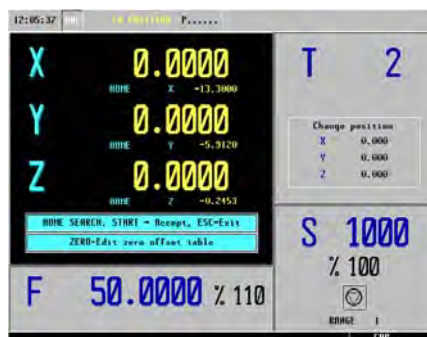 12:05:37 IN POSITION P......
X 0.0000
HOME X -13.3000
Y 0.0000
HOME Y -5.9120
Z 0.0000
HOME Z -0.2453
HOME SEARCH. START - Accept, ESC-Exit
ZERO-Edit zero offset table
F 50.0000 % 110
T 2
Change position
X 0.000
Y 0.000
Z 0.000
S 1000
% 100
RANGE 1
CAP